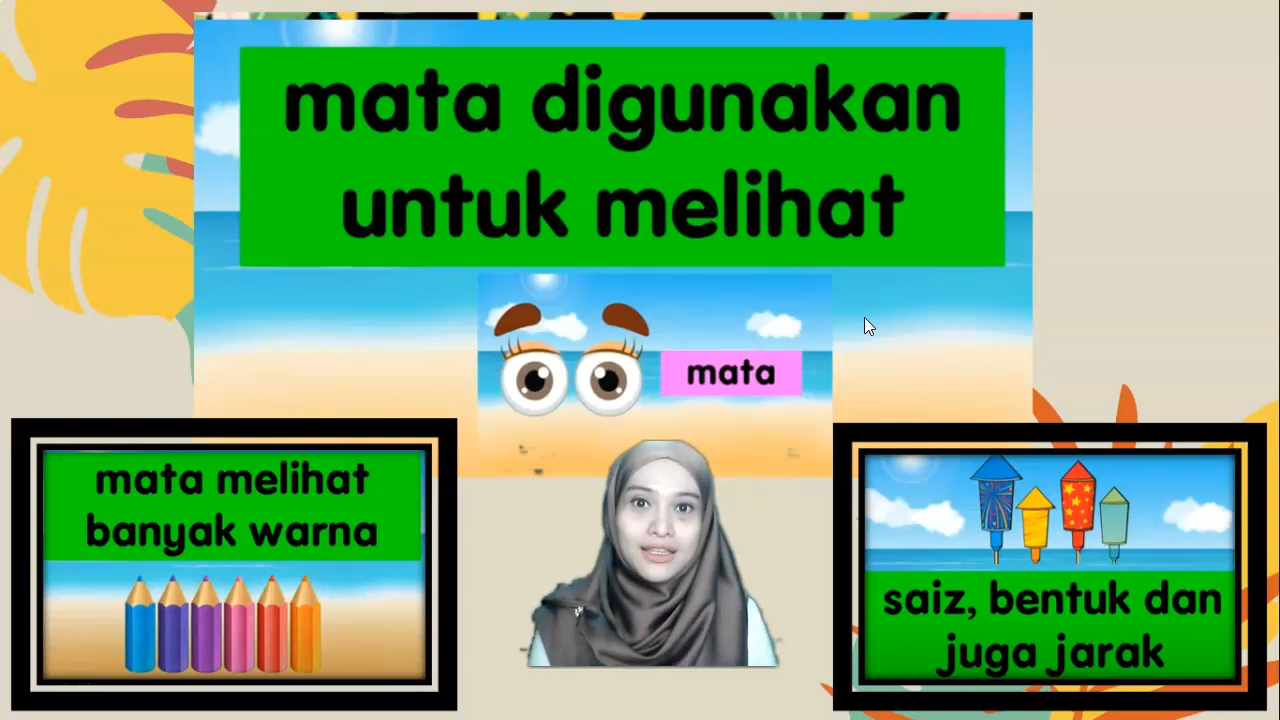 mata digunakan
untuk melihat
mata
mata melihat
banyak warna
saiz, bentuk dan
juga jarak